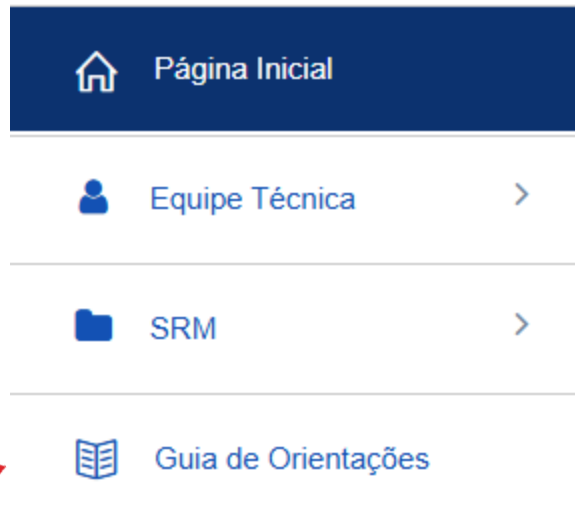 Página Inicial
Equipe Técnica
SRM
Guia de Orientações